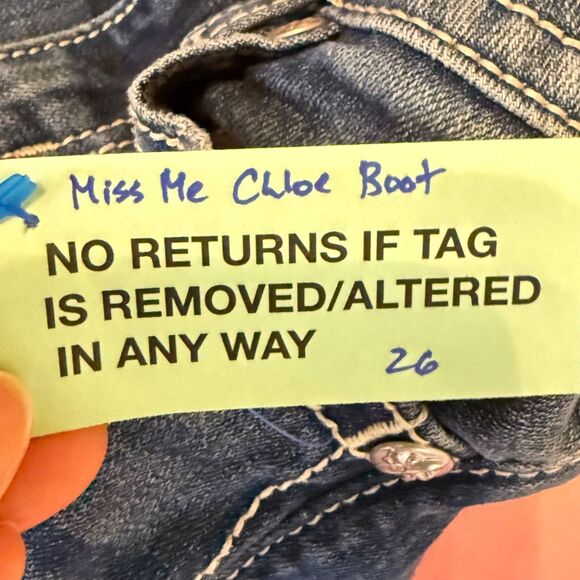 Miss Me Chloe Boot
NO RETURNS IF TAG
IS REMOVED/ALTERED
IN ANY WAY
26